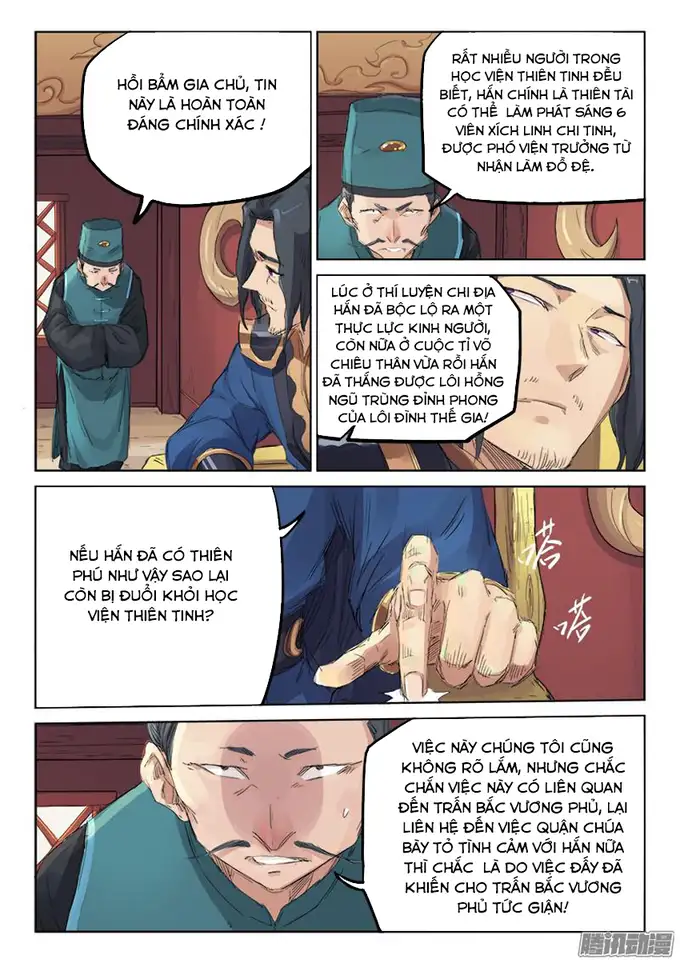 HỒI BẨM GIA CHỦ, TIN
NÀY LÀ HOÀN TOÀN
ĐÁNG CHÍNH XÁC !
RẤT NHIỀU NGƯỜI TRONG
HỌC VIỆN THIÊN TINH ĐỀU
BIẾT, HẮN CHÍNH LÀ THIÊN TÀI
CÓ THỂ LÀM PHÁT SÁNG 6
VIÊN XÍCH LINH CHI TINH,
ĐƯỢC PHÓ VIỆN TRƯỞNG TỪ
NHẬN LÀM ĐỒ ĐỆ.
LÚC Ở THÍ LUYỆN CHI ĐỊA
HẮN ĐÃ BỘC LỘ RA MỘT
THỰC LỰC KINH NGƯỜI,
CÒN NỮA Ở CUỘC TỈ VÕ
CHIÊU THÂN VỪA RỒI HẮN
ĐÃ THẮNG ĐƯỢC LÔI HỒNG
NGŨ TRÙNG ĐỈNH PHONG
CỦA LÔI ĐÌNH THẾ GIA!
NẾU HẮN ĐÃ CÓ THIÊN
PHÚ NHƯ VẬY SAO LẠI
CÒN BỊ ĐUỔI KHỎI HỌC
VIỆN THIÊN TINH?
嗒
嗒
VIỆC NÀY CHÚNG TÔI CŨNG
KHÔNG RÕ LẮM, NHƯNG CHẮC
CHẮN VIỆC NÀY CÓ LIÊN QUAN
ĐẾN TRẤN BẮC VƯƠNG PHỦ, LẠI
LIÊN HỆ ĐẾN VIỆC QUẬN CHÚA
BÀY TỎ TÌNH CẢM VỚI HẮN NỮA
THÌ CHẮC LÀ DO VIỆC ĐẤY ĐÃ
KHIẾN CHO TRẤN BẮC VƯƠNG
PHỦ TỨC GIẬN!
腾讯动漫